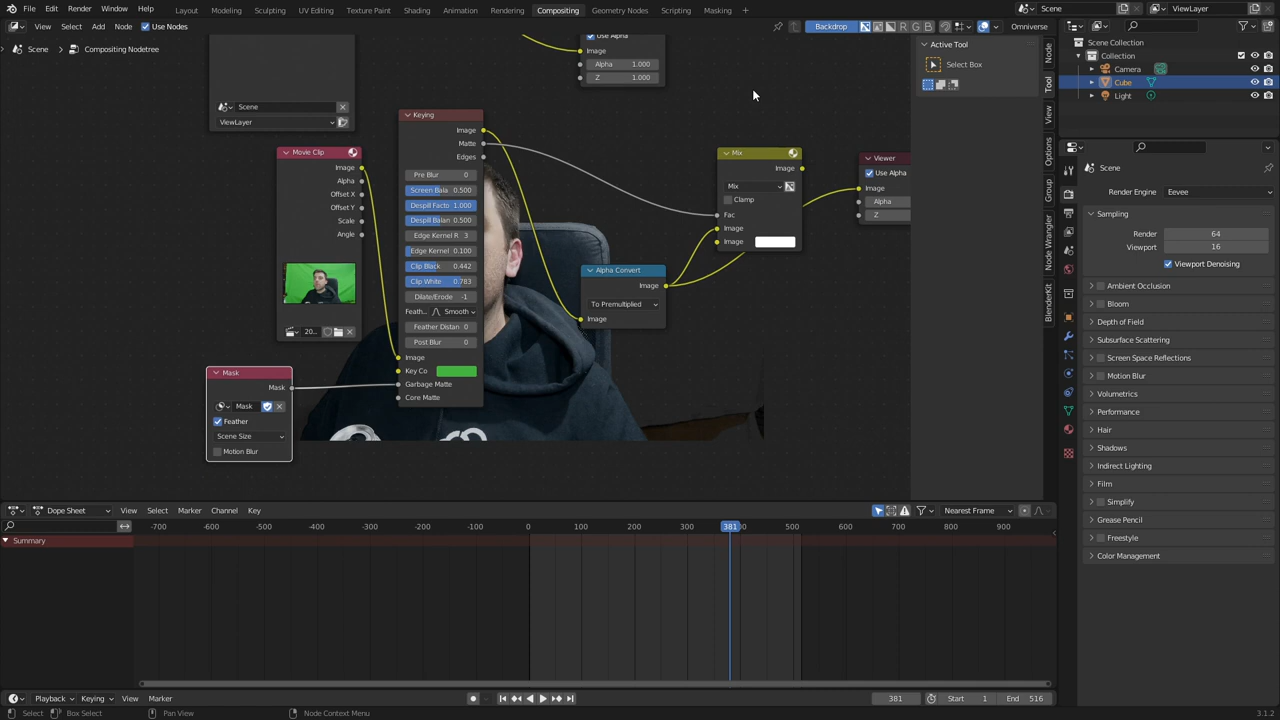 File Edit Render Window Help Layout Modeling Sculpting UV Editing Texture Paint Shading Animation Rendering Compositing Geometry Nodes Scripting Masking + Scene ViewLayer
View Select Add Node Use Nodes Backdrop R G B Omniverse
Scene > Compositing Nodetree
Use Alpha
Image
Alpha 1.000
Z 1.000
Scene
ViewLayer
Movie Clip
Image
Alpha
Offset X
Offset Y
Scale
Angle
20...
Mask
Mask
Mask
Feather
Scene Size
Motion Blur
Keying
Image
Matte
Edges
Pre Blur 0
Screen Bala 0.500
Despill Facto 1.000
Despill Balan 0.500
Edge Kernel R 3
Edge Kernel 0.100
Clip Black 0.442
Clip White 0.783
Dilate/Erode -1
Feath... Smooth
Feather Distan 0
Post Blur 0
Image
Key Co
Garbage Matte
Core Matte
Alpha Convert
Image
To Premultiplied
Image
Mix
Image
Mix
Clamp
Fac
Image
Image
Viewer
Use Alpha
Image
Alpha
Z
Active Tool
Select Box
Node
Tool
View
Options
Group
Node Wrangler
BlenderKit
Scene Collection
Collection
Camera
Cube
Light
Scene
Render Engine Eevee
Sampling
Render 64
Viewport 16
Viewport Denoising
Ambient Occlusion
Bloom
Depth of Field
Subsurface Scattering
Screen Space Reflections
Motion Blur
Volumetrics
Performance
Hair
Shadows
Indirect Lighting
Film
Simplify
Grease Pencil
Freestyle
Color Management
Dope Sheet View Select Marker Channel Key Nearest Frame
-700 -600 -500 -400 -300 -200 -100 0 100 200 300 381 400 500 600 700 800 900
Summary
Playback Keying View Marker 381 Start 1 End 516
Select Box Select Pan View Node Context Menu 3.1.2